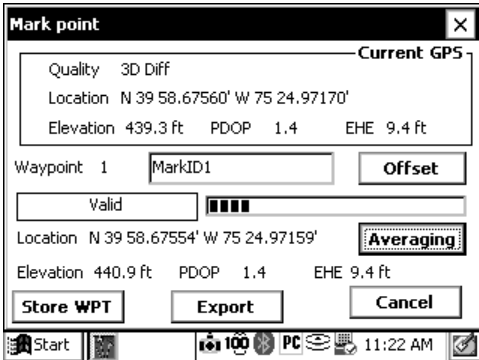 Mark point
Current GPS
Quality 3D Diff
Location N 39 58.67560' W 75 24.97170'
Elevation 439.3 ft PDOP 1.4 EHE 9.4 ft
Waypoint 1 MarkID1 Offset
Valid
Location N 39 58.67554' W 75 24.97159' Averaging
Elevation 440.9 ft PDOP 1.4 EHE 9.4 ft
Store WPT Export Cancel
Start 100 PC 11:22 AM